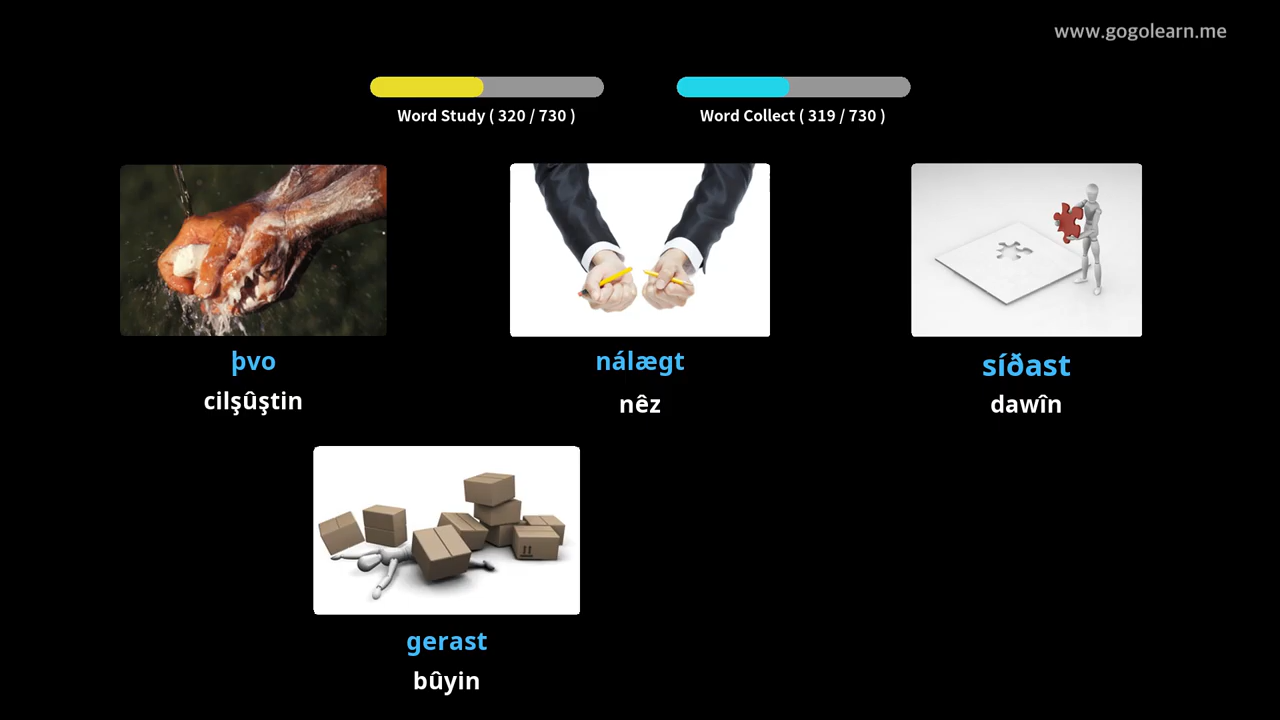 www.gogolearn.me
Word Study ( 320 / 730 )
Word Collect ( 319 / 730 )
þvo
nálægt
síðast
cilşûştin
nêz
dawîn
gerast
bûyin